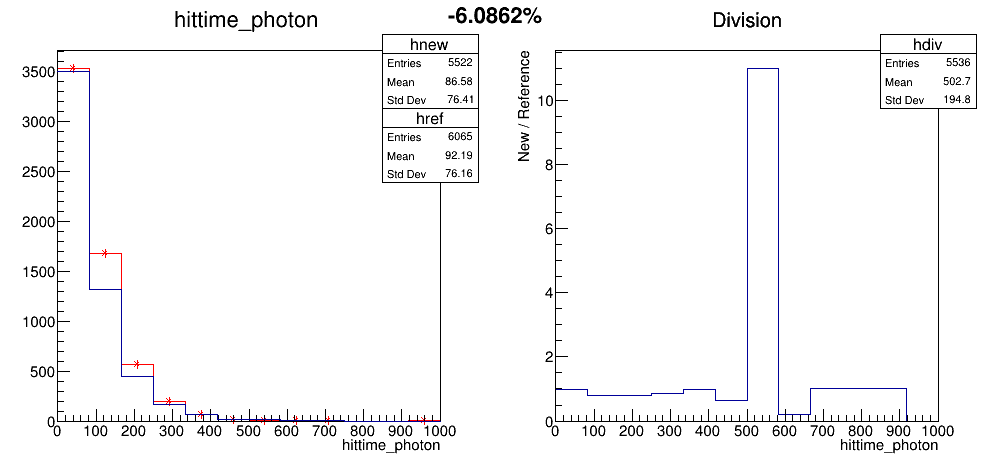 -6.0862%
hittime_photon
hnew
Entries 5522
Mean 86.58
Std Dev 76.41
href
Entries 6065
Mean 92.19
Std Dev 76.16
3500
3000
2500
2000
1500
1000
500
0
0 100 200 300 400 500 600 700 800 900 1000
hittime_photon
Division
hdiv
Entries 5536
Mean 502.7
Std Dev 194.8
New / Reference
10
8
6
4
2
0
0 100 200 300 400 500 600 700 800 900 1000
hittime_photon